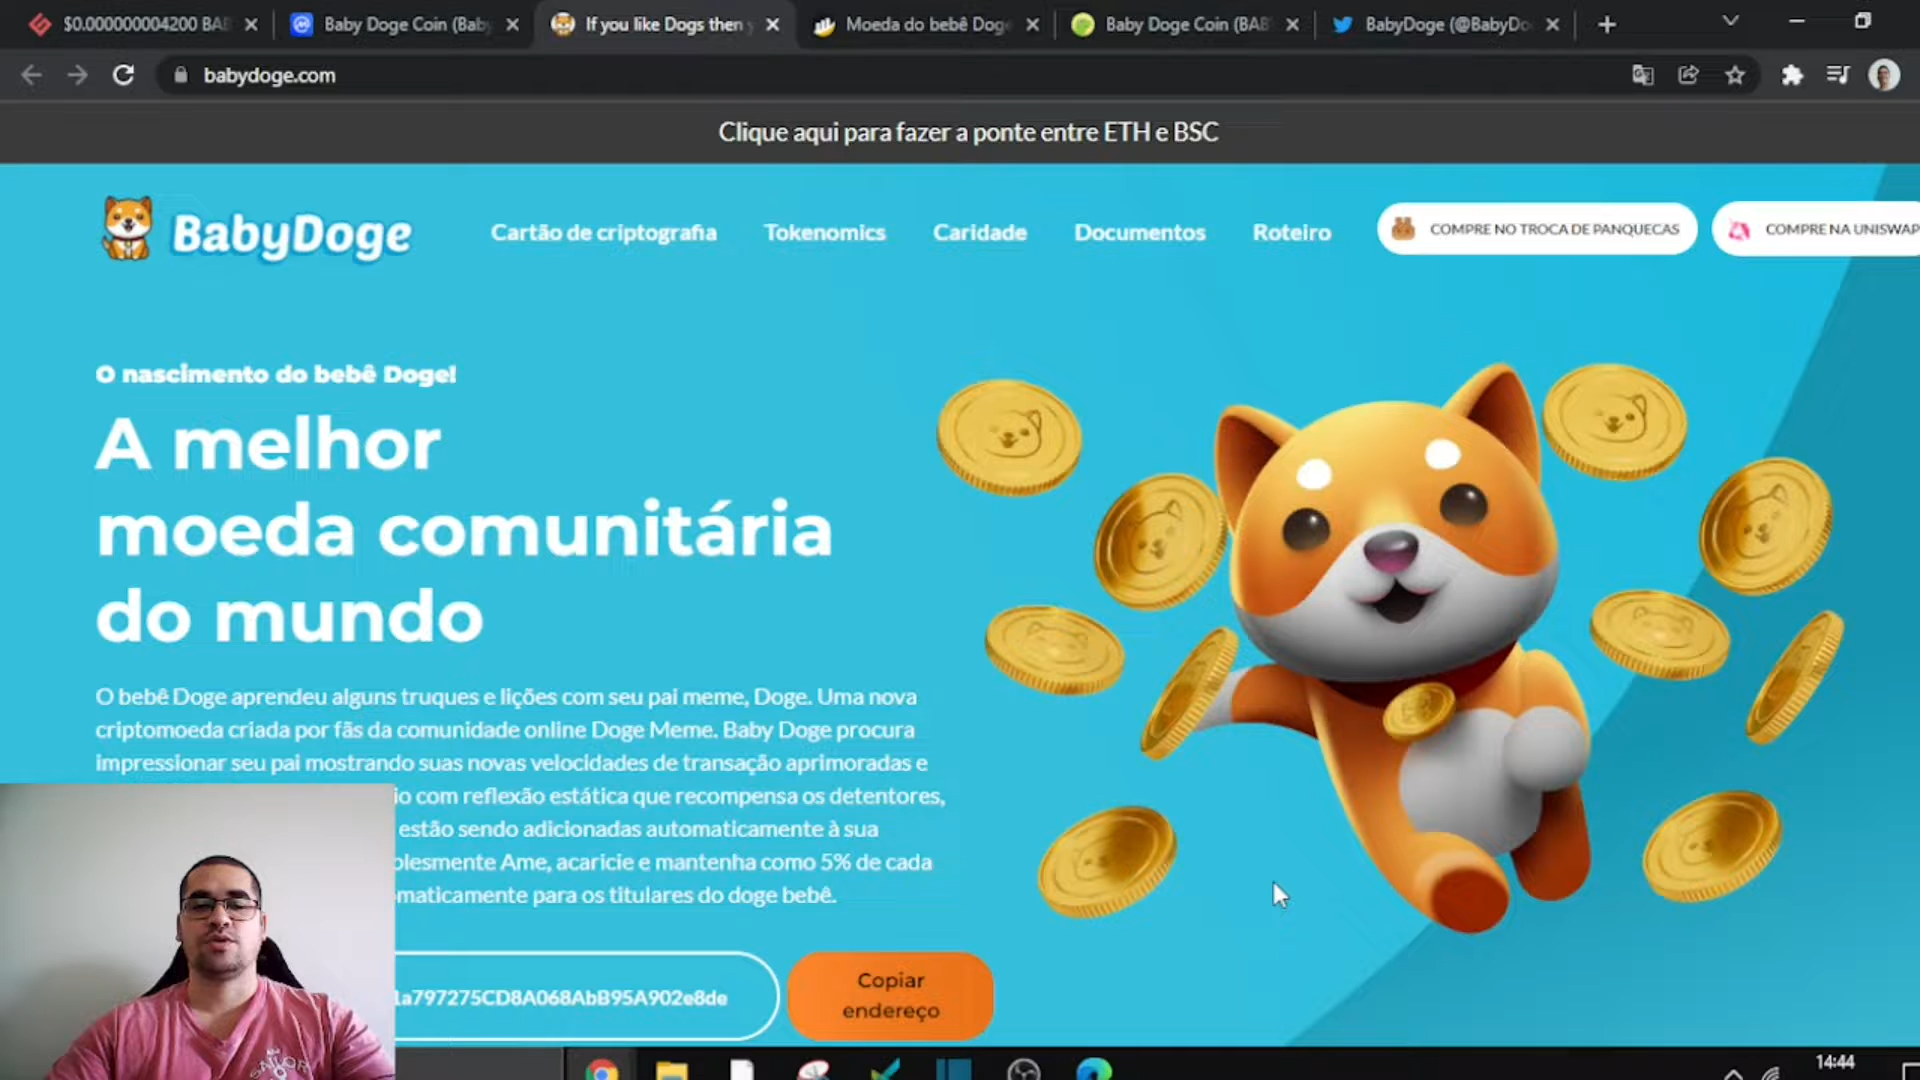 $0.000000004200 BA
Baby Doge Coin (Baby
If you like Dogs then y
Moeda do bebê Doge
Baby Doge Coin (BAB
BabyDoge (@BabyDo
babydoge.com
Clique aqui para fazer a ponte entre ETH e BSC
BabyDoge
Cartão de criptografia
Tokenomics
Caridade
Documentos
Roteiro
COMPRE NO TROCA DE PANQUECAS
COMPRE NA UNISWAP
O nascimento do bebê Doge!
A melhor
moeda comunitária
do mundo
O bebê Doge aprendeu alguns truques e lições com seu pai meme, Doge. Uma nova
criptomoeda criada por fãs da comunidade online Doge Meme. Baby Doge procura
impressionar seu pai mostrando suas novas velocidades de transação aprimoradas e
io com reflexão estática que recompensa os detentores,
estão sendo adicionadas automaticamente à sua
plesmente Ame, acaricie e mantenha como 5% de cada
maticamente para os titulares do doge bebê.
1a797275CD8A068AbB95A902e8de
Copiar
endereço
14:44